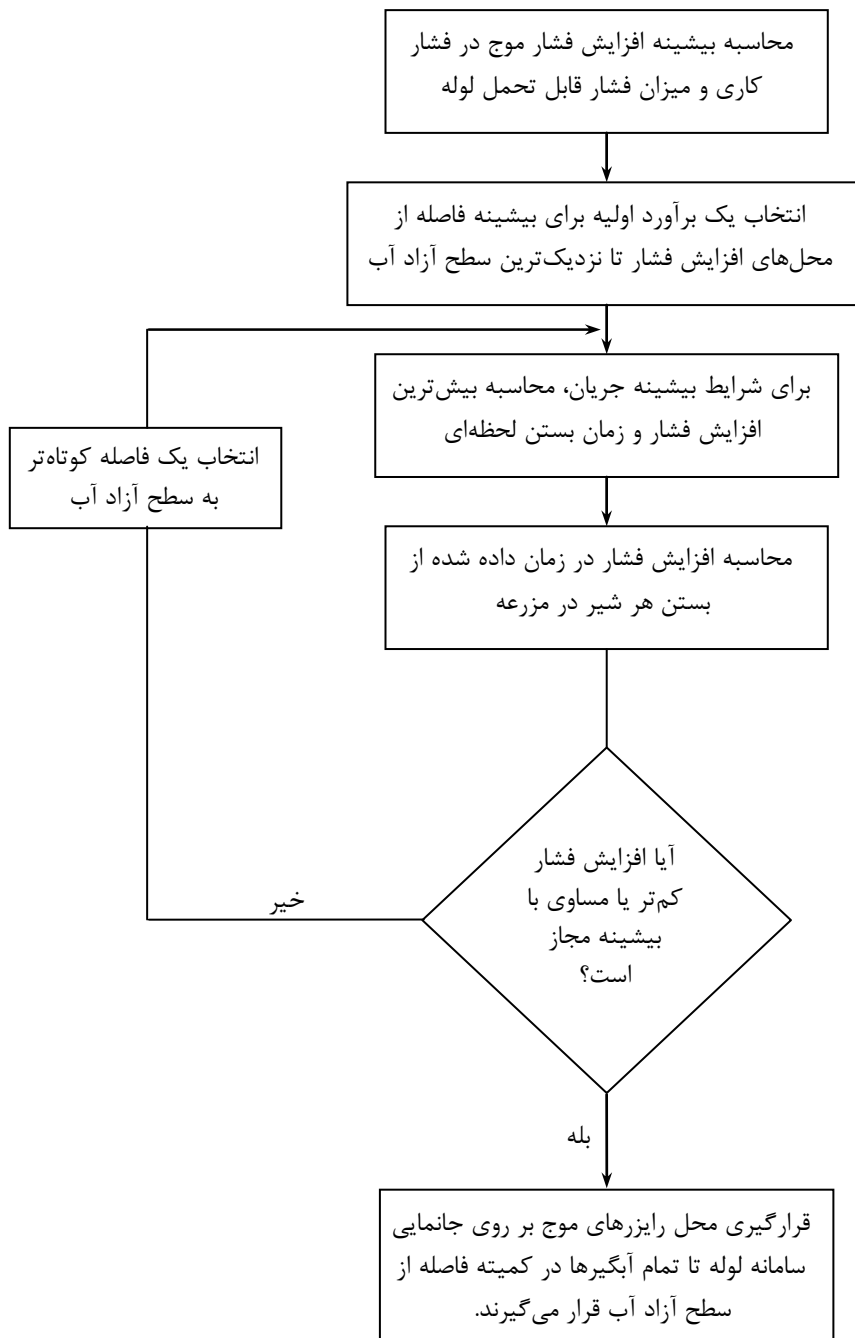 محاسبه بیشینه افزایش فشار موج در فشار
کاری و میزان فشار قابل تحمل لوله
انتخاب یک برآورد اولیه برای بیشینه فاصله از
محل‌های افزایش فشار تا نزدیک‌ترین سطح آزاد آب
برای شرایط بیشینه جریان، محاسبه بیش‌ترین
افزایش فشار و زمان بستن لحظه‌ای
انتخاب یک فاصله کوتاه‌تر
به سطح آزاد آب
محاسبه افزایش فشار در زمان داده شده از
بستن هر شیر در مزرعه
آیا افزایش فشار
کم‌تر یا مساوی با
بیشینه مجاز
است؟
خیر
بله
قرارگیری محل رایزرهای موج بر روی جانمایی
سامانه لوله تا تمام آبگیرها در کمیته فاصله از
سطح آزاد آب قرار می‌گیرند.